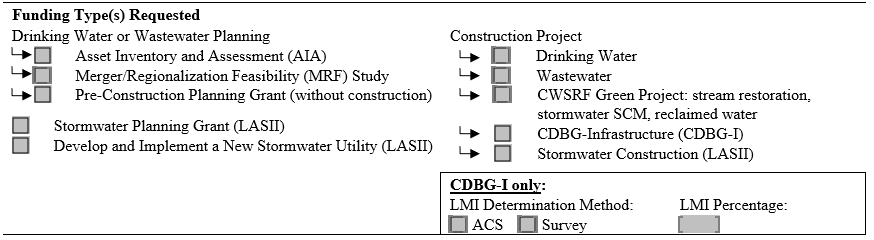 Funding Type(s) Requested
Drinking Water or Wastewater Planning
Asset Inventory and Assessment (AIA)
Merger/Regionalization Feasibility (MRF) Study
Pre-Construction Planning Grant (without construction)
Stormwater Planning Grant (LASII)
Develop and Implement a New Stormwater Utility (LASII)
Construction Project
Drinking Water
Wastewater
CWSRF Green Project: stream restoration,
stormwater SCM, reclaimed water
CDBG-Infrastructure (CDBG-I)
Stormwater Construction (LASII)
CDBG-I only:
LMI Determination Method: LMI Percentage:
ACS Survey